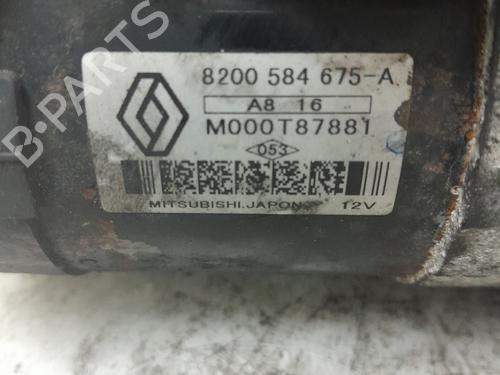 8200 584 675-A
A8 16
M000T87881
053
MITSUBISHI.JAPON
12V
B-PARTS